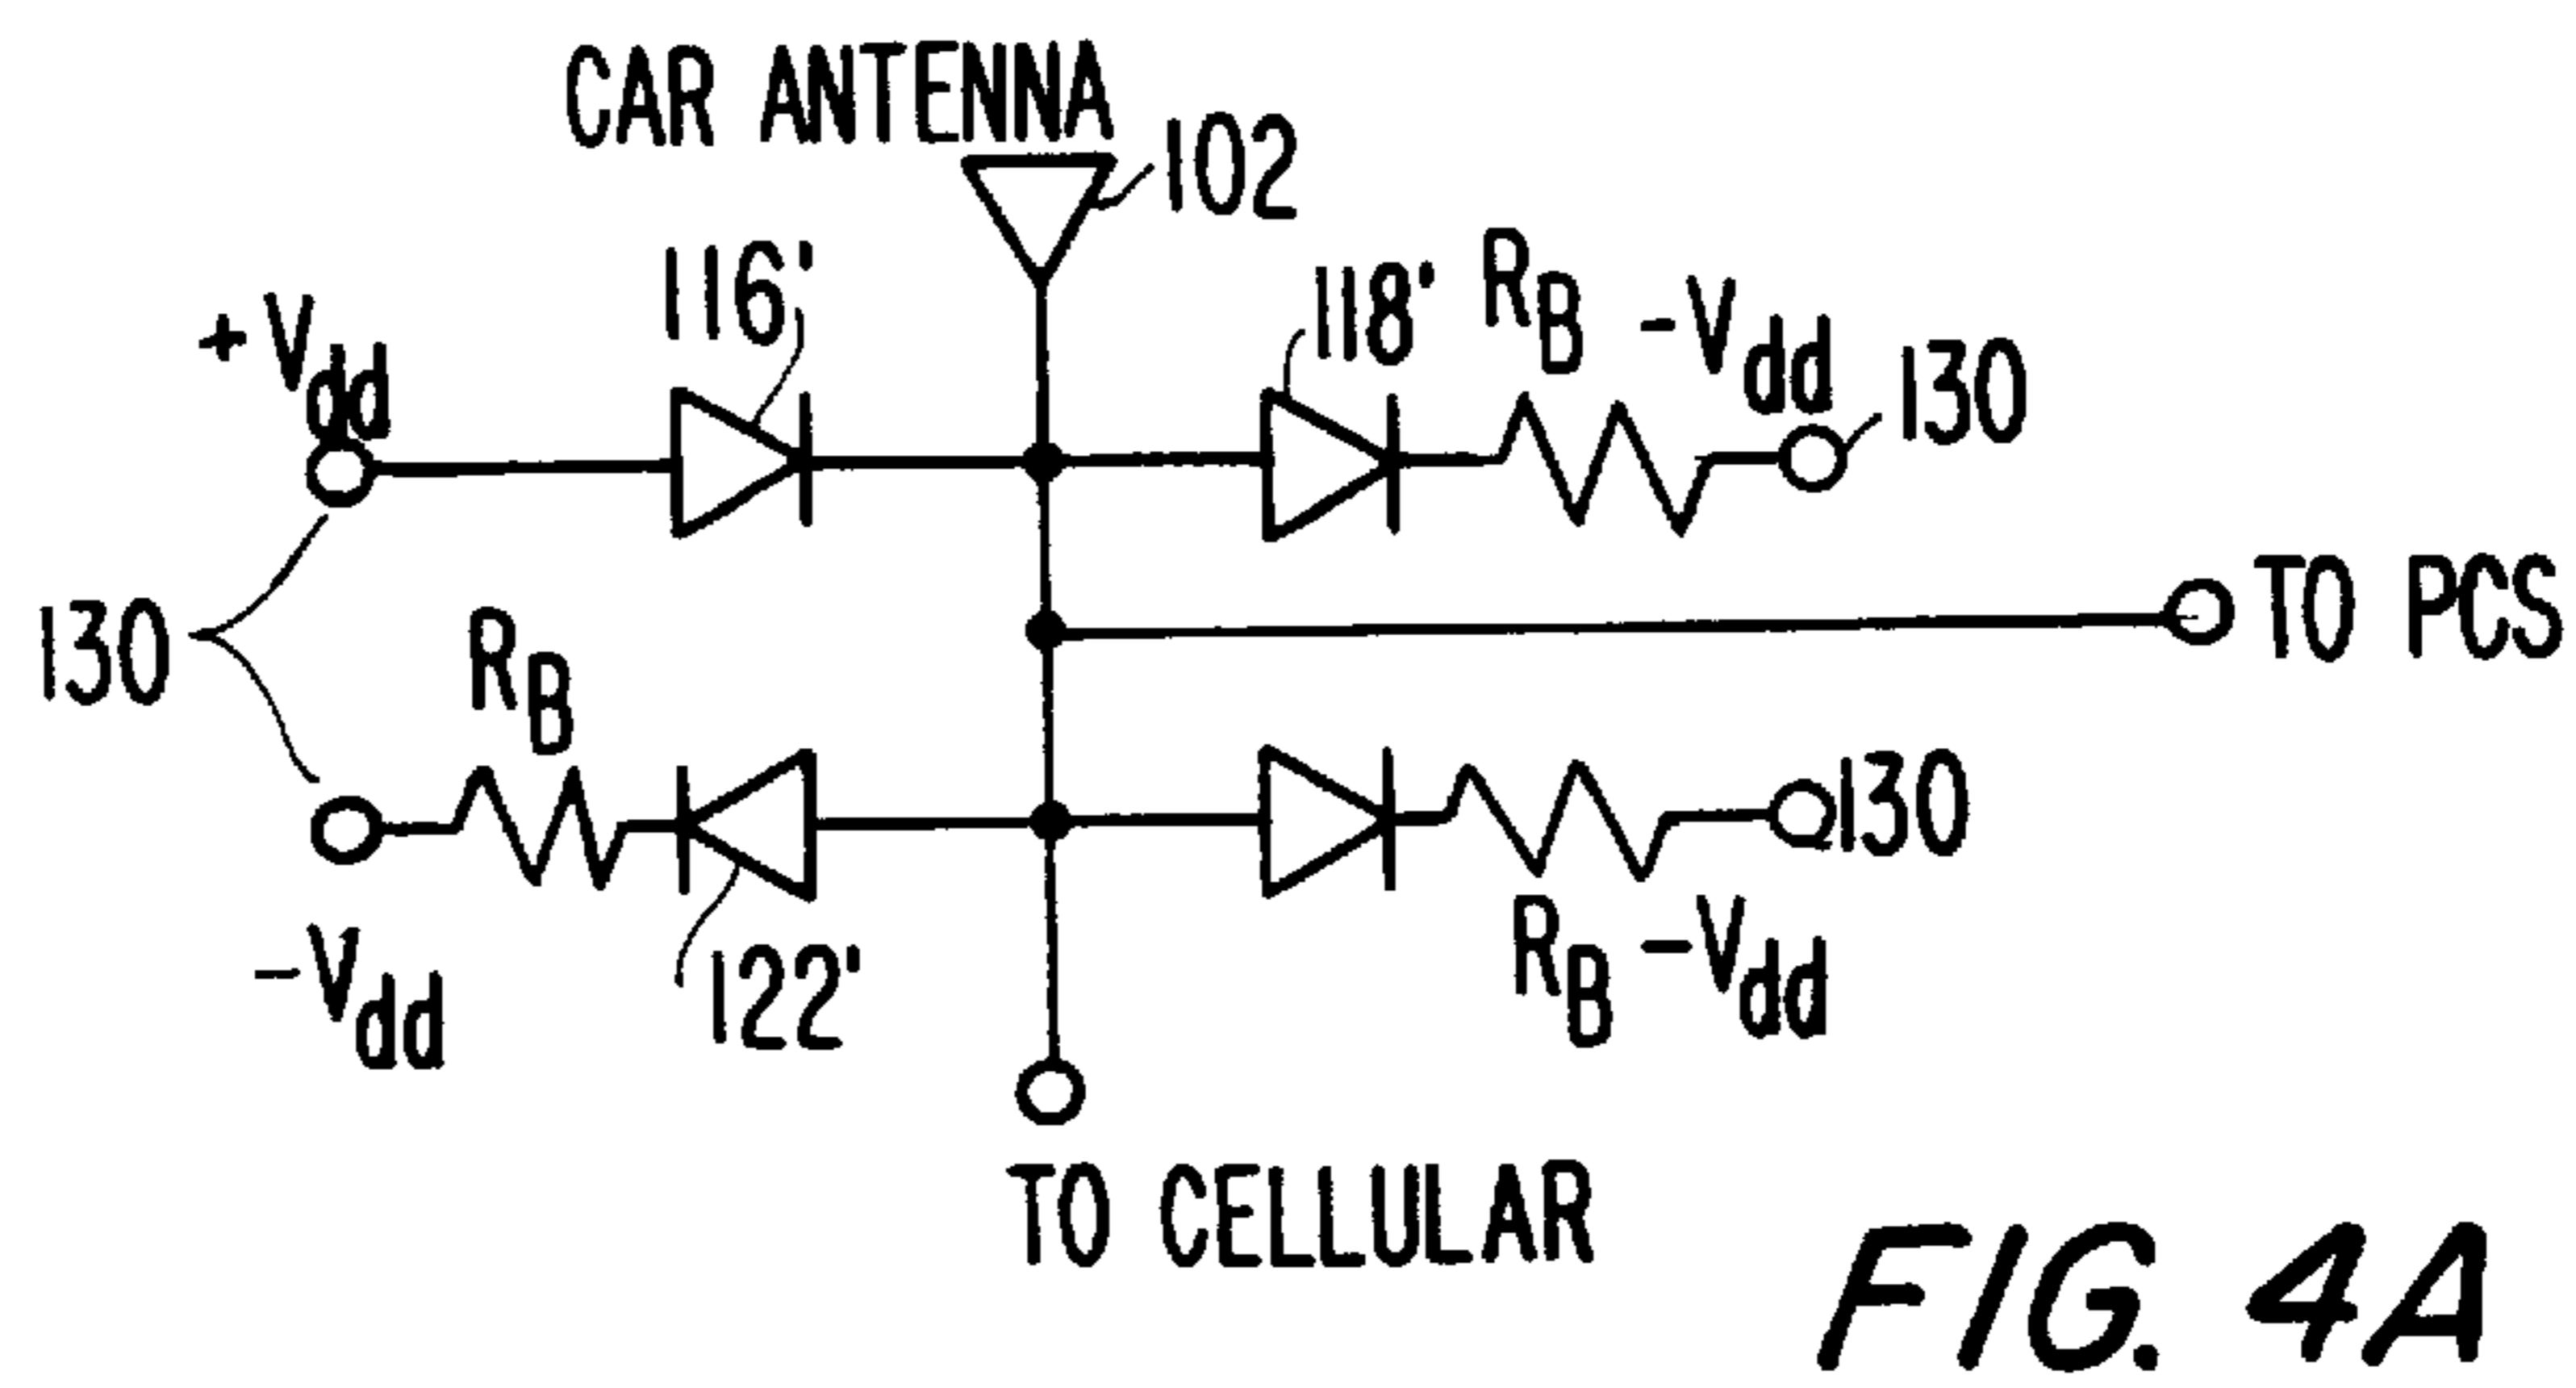 CAR ANTENNA
102
116'
118'
R_B
-V_dd
130
+V_dd
TO PCS
130
R_B
130
-V_dd
122'
R_B
-V_dd
TO CELLULAR
FIG. 4A